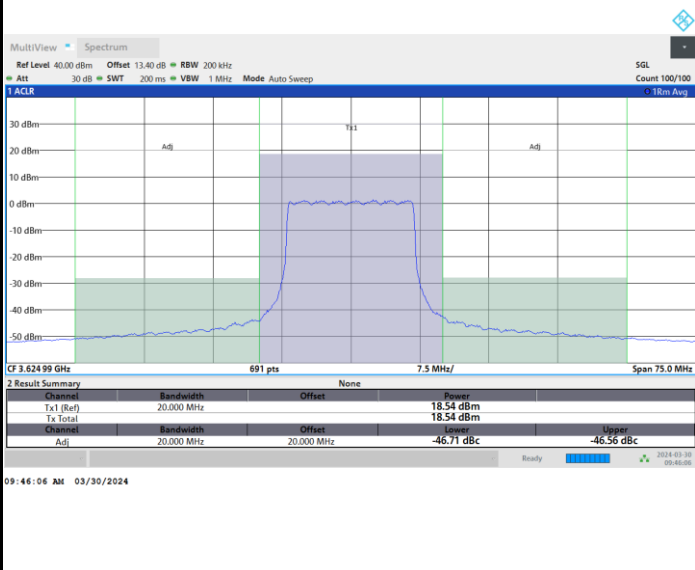 MultiView Spectrum
Ref Level 40.00 dBm Offset 13.40 dB RBW 200 kHz SGL
Att 30 dB SWT 200 ms VBW 1 MHz Mode Auto Sweep Count 100/100
1 ACLR 1Rm Avg
Tx1
Adj Adj
30 dBm
20 dBm
10 dBm
0 dBm
-10 dBm
-20 dBm
-30 dBm
-40 dBm
-50 dBm
CF 3.624 99 GHz 691 pts 7.5 MHz/ Span 75.0 MHz
2 Result Summary None
Channel Bandwidth Offset Power
Tx1 (Ref) 20.000 MHz 18.54 dBm
Tx Total 18.54 dBm
Channel Bandwidth Offset Lower Upper
Adj 20.000 MHz 20.000 MHz -46.71 dBc -46.56 dBc
Ready 2024-03-30
09:46:06
09:46:06 AM 03/30/2024